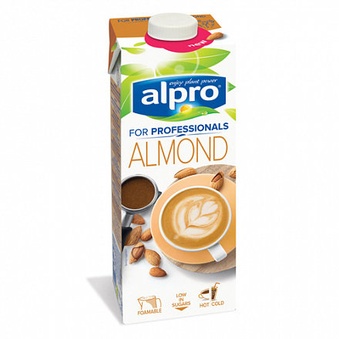 enjoy plant power
alpro
FOR PROFESSIONALS
ALMOND
FOAMABLE
LOW
IN
SUGARS
HOT COLD